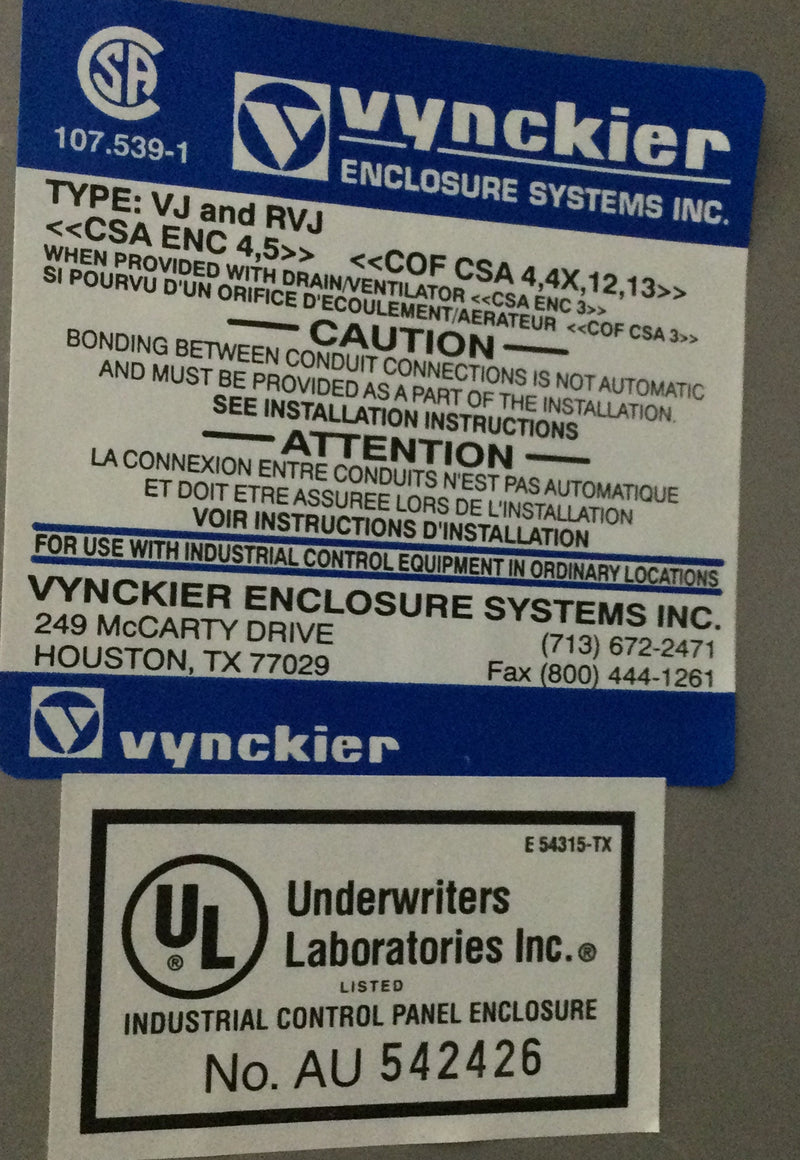 CSA
107.539-1
vynckier
ENCLOSURE SYSTEMS INC.
TYPE: VJ and RVJ
<<CSA ENC 4,5>> <<COF CSA 4,4X,12,13>>
WHEN PROVIDED WITH DRAIN/VENTILATOR <<CSA ENC 3>>
SI POURVU D'UN ORIFICE D'ECOULEMENT/AERATEUR <<COF CSA 3>>
CAUTION
BONDING BETWEEN CONDUIT CONNECTIONS IS NOT AUTOMATIC
AND MUST BE PROVIDED AS A PART OF THE INSTALLATION.
SEE INSTALLATION INSTRUCTIONS
ATTENTION
LA CONNEXION ENTRE CONDUITS N'EST PAS AUTOMATIQUE
ET DOIT ETRE ASSUREE LORS DE L'INSTALLATION
VOIR INSTRUCTIONS D'INSTALLATION
FOR USE WITH INDUSTRIAL CONTROL EQUIPMENT IN ORDINARY LOCATIONS
VYNCKIER ENCLOSURE SYSTEMS INC.
249 McCARTY DRIVE (713) 672-2471
HOUSTON, TX 77029 Fax (800) 444-1261
vynckier
E 54315-TX
UL®
Underwriters
Laboratories Inc.®
LISTED
INDUSTRIAL CONTROL PANEL ENCLOSURE
No. AU 542426